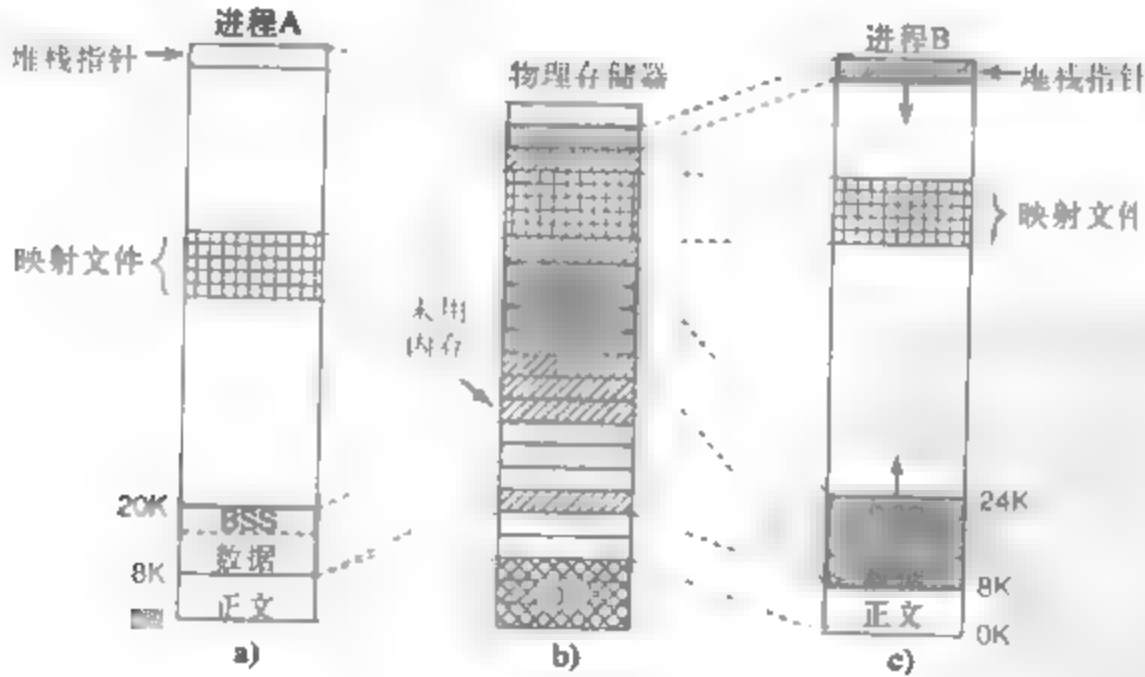 进程A
堆栈指针
映射文件
20K
BSS
数据
8K
正文
a)
物理存储器
未用
内存
b)
进程B
堆栈指针
映射文件
24K
8K
正文
0K
c)